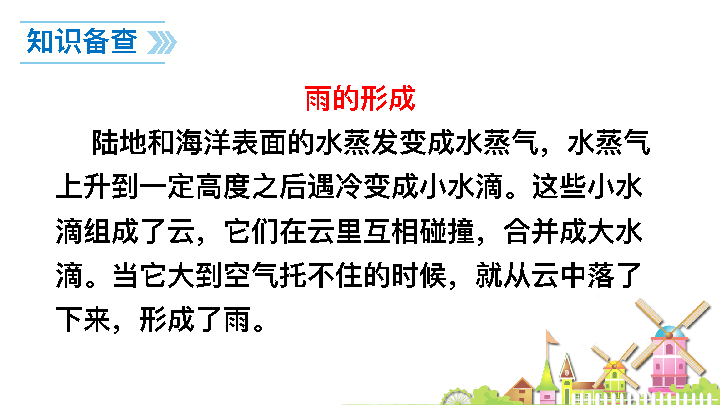 知识备查
雨的形成
陆地和海洋表面的水蒸发变成水蒸气，水蒸气
上升到一定高度之后遇冷变成小水滴。这些小水
滴组成了云，它们在云里互相碰撞，合并成大水
滴。当它大到空气托不住的时候，就从云中落了
下来，形成了雨。